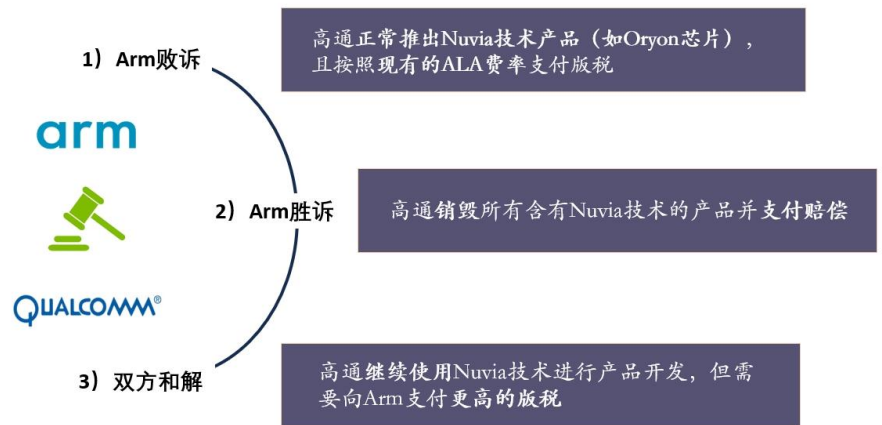 1）Arm败诉
高通正常推出Nuvia技术产品（如Oryon芯片），
且按照现有的ALA费率支付版税
arm
2）Arm胜诉
高通销毁所有含有Nuvia技术的产品并支付赔偿
QUALCOMM®
3）双方和解
高通继续使用Nuvia技术进行产品开发，但需
要向Arm支付更高的版税